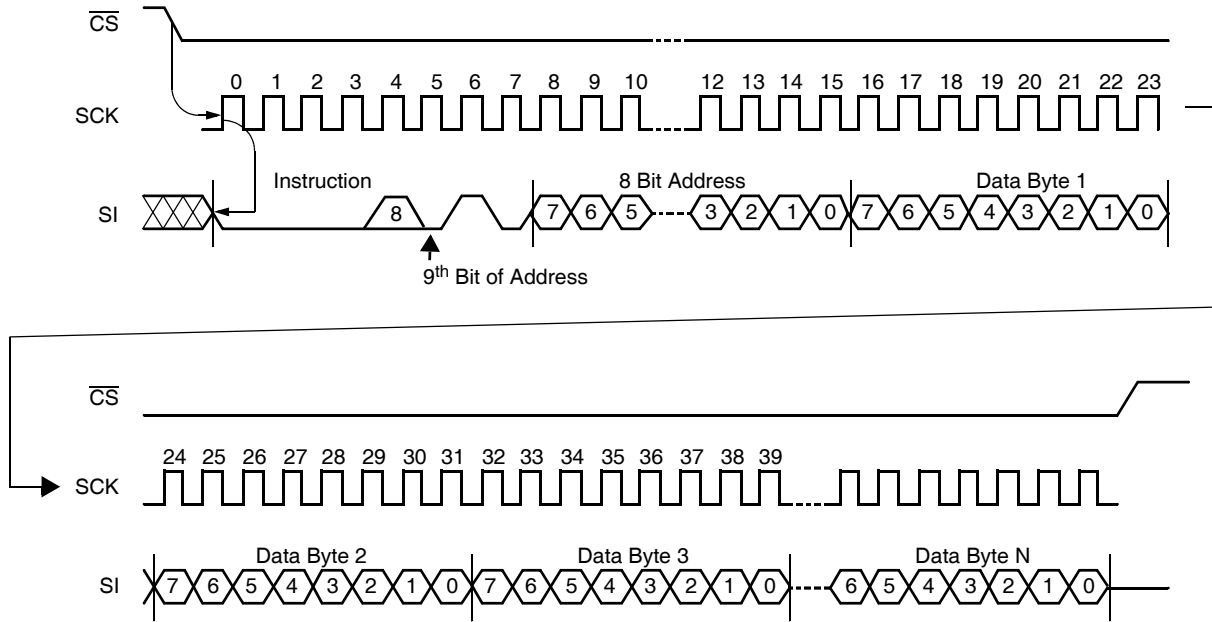 CS
0 1 2 3 4 5 6 7 8 9 10 12 13 14 15 16 17 18 19 20 21 22 23
SCK
Instruction 8 Bit Address Data Byte 1
SI 8 7 6 5 3 2 1 0 7 6 5 4 3 2 1 0
9th Bit of Address
CS
24 25 26 27 28 29 30 31 32 33 34 35 36 37 38 39
SCK
Data Byte 2 Data Byte 3 Data Byte N
SI 7 6 5 4 3 2 1 0 7 6 5 4 3 2 1 0 6 5 4 3 2 1 0